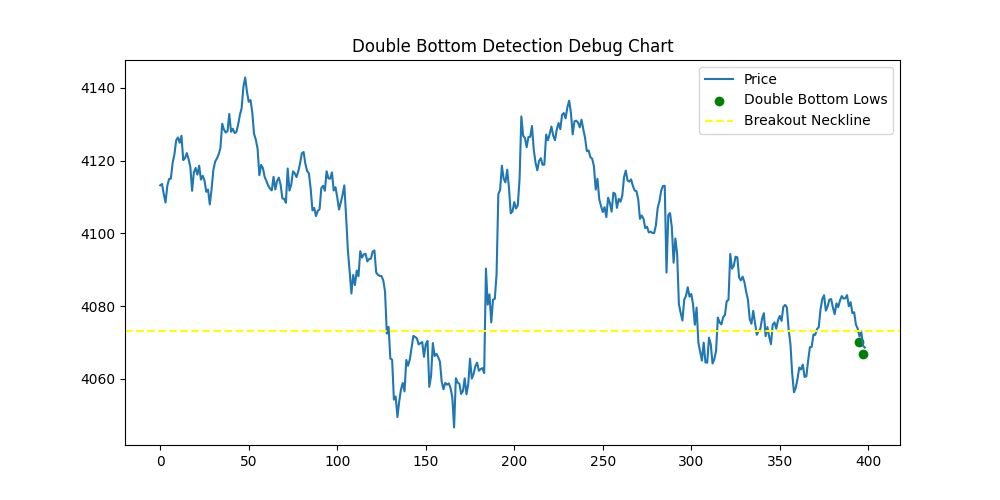 Double Bottom Detection Debug Chart
Price
Double Bottom Lows
Breakout Neckline
4140
4120
4100
4080
4060
0 50 100 150 200 250 300 350 400